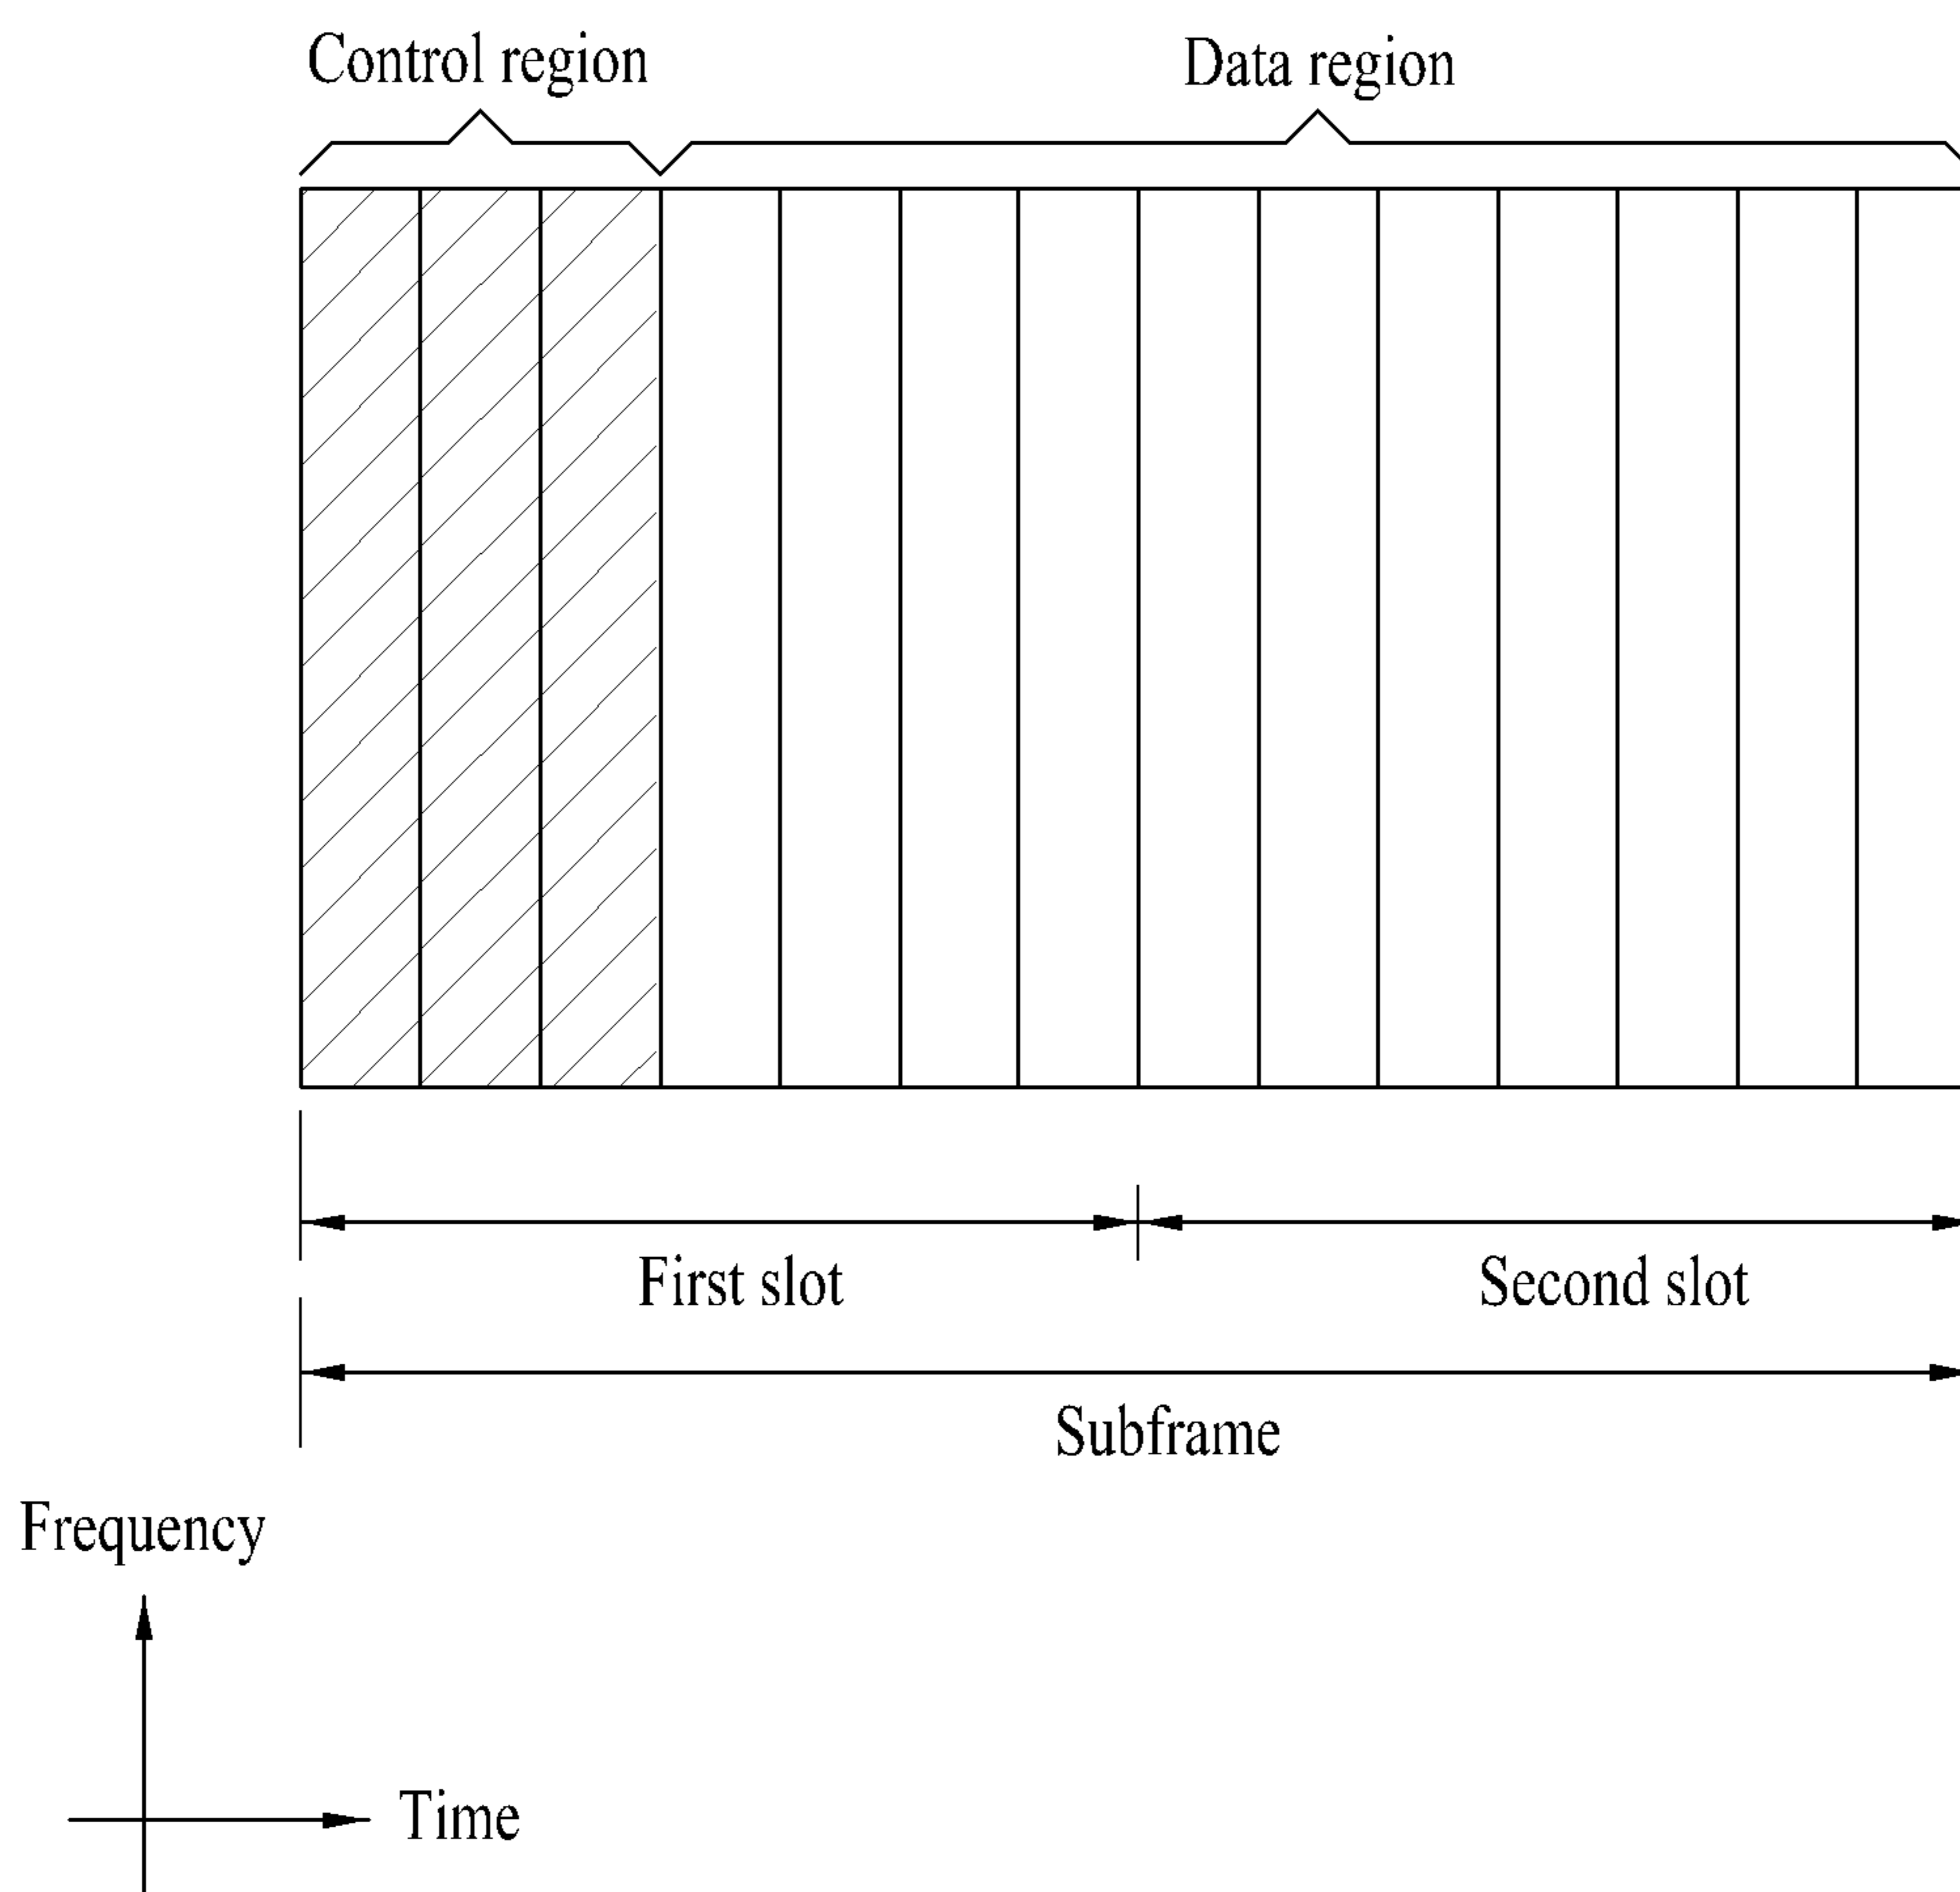 Control region
Data region
First slot
Second slot
Subframe
Frequency
Time